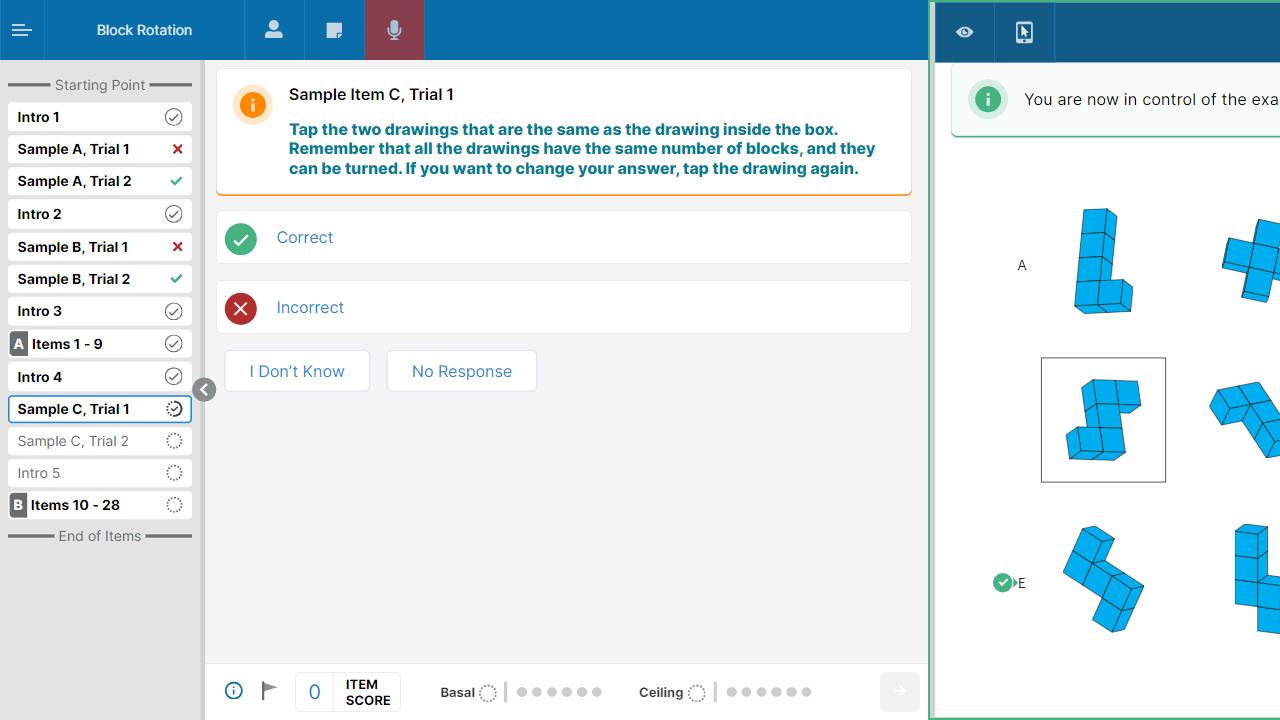 Block Rotation
Starting Point
Intro 1
Sample A, Trial 1
Sample A, Trial 2
Intro 2
Sample B, Trial 1
Sample B, Trial 2
Intro 3
A Items 1 - 9
Intro 4
Sample C, Trial 1
Sample C, Trial 2
Intro 5
B Items 10 - 28
End of Items
Sample Item C, Trial 1
Tap the two drawings that are the same as the drawing inside the box.
Remember that all the drawings have the same number of blocks, and they
can be turned. If you want to change your answer, tap the drawing again.
Correct
Incorrect
I Don’t Know
No Response
0
ITEM
SCORE
Basal
Ceiling
You are now in control of the exa
A
E